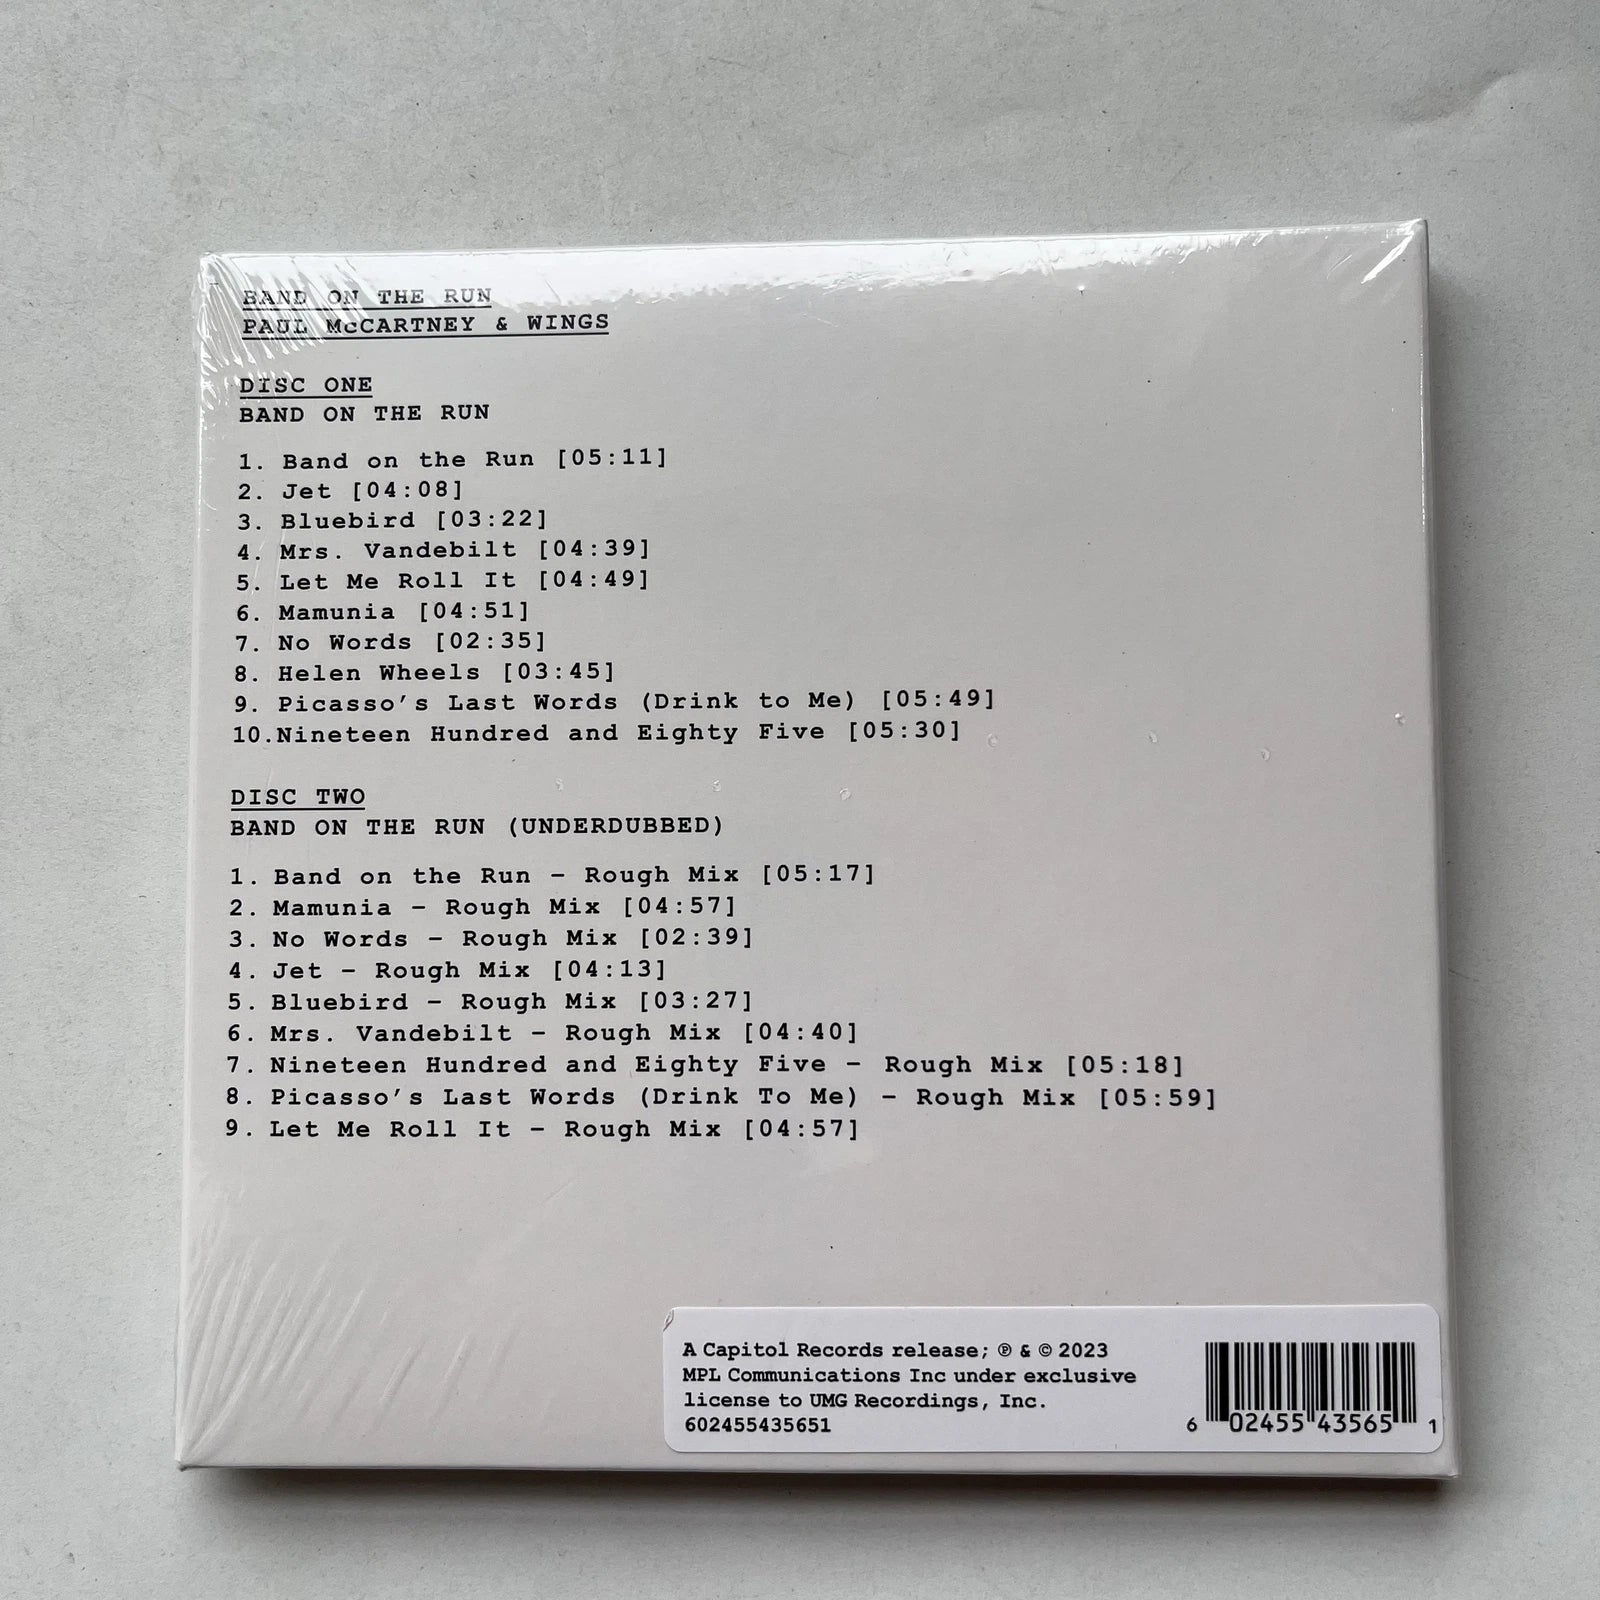 BAND ON THE RUN
PAUL McCARTNEY & WINGS
DISC ONE
BAND ON THE RUN
1. Band on the Run [05:11]
2. Jet [04:08]
3. Bluebird [03:22]
4. Mrs. Vandebilt [04:39]
5. Let Me Roll It [04:49]
6. Mamunia [04:51]
7. No Words [02:35]
8. Helen Wheels [03:45]
9. Picasso's Last Words (Drink to Me) [05:49]
10.Nineteen Hundred and Eighty Five [05:30]
DISC TWO
BAND ON THE RUN (UNDERDUBBED)
1. Band on the Run – Rough Mix [05:17]
2. Mamunia – Rough Mix [04:57]
3. No Words – Rough Mix [02:39]
4. Jet – Rough Mix [04:13]
5. Bluebird – Rough Mix [03:27]
6. Mrs. Vandebilt – Rough Mix [04:40]
7. Nineteen Hundred and Eighty Five – Rough Mix [05:18]
8. Picasso's Last Words (Drink To Me) – Rough Mix [05:59]
9. Let Me Roll It – Rough Mix [04:57]
A Capitol Records release; ℗ & © 2023
MPL Communications Inc under exclusive
license to UMG Recordings, Inc.
602455435651
6 02455 43565 1